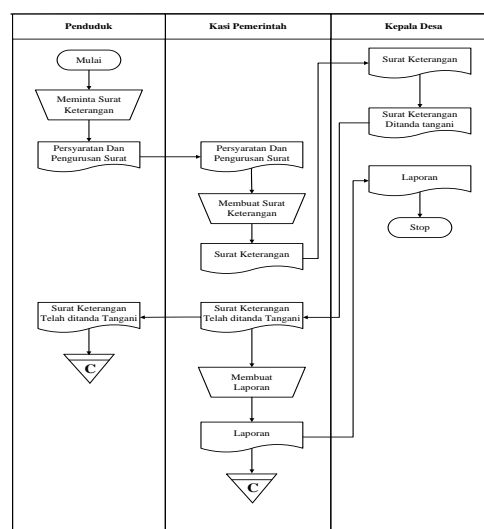 Penduduk
Kasi Pemerintah
Kepala Desa
Mulai
Meminta Surat
Keterangan
Persyaratan Dan
Pengurusan Surat
Persyaratan Dan
Pengurusan Surat
Membuat Surat
Keterangan
Surat Keterangan
Surat Keterangan
Surat Keterangan
Ditanda tangani
Laporan
Stop
Surat Keterangan
Telah ditanda Tangani
C
Surat Keterangan
Telah ditanda Tangani
Membuat
Laporan
Laporan
C